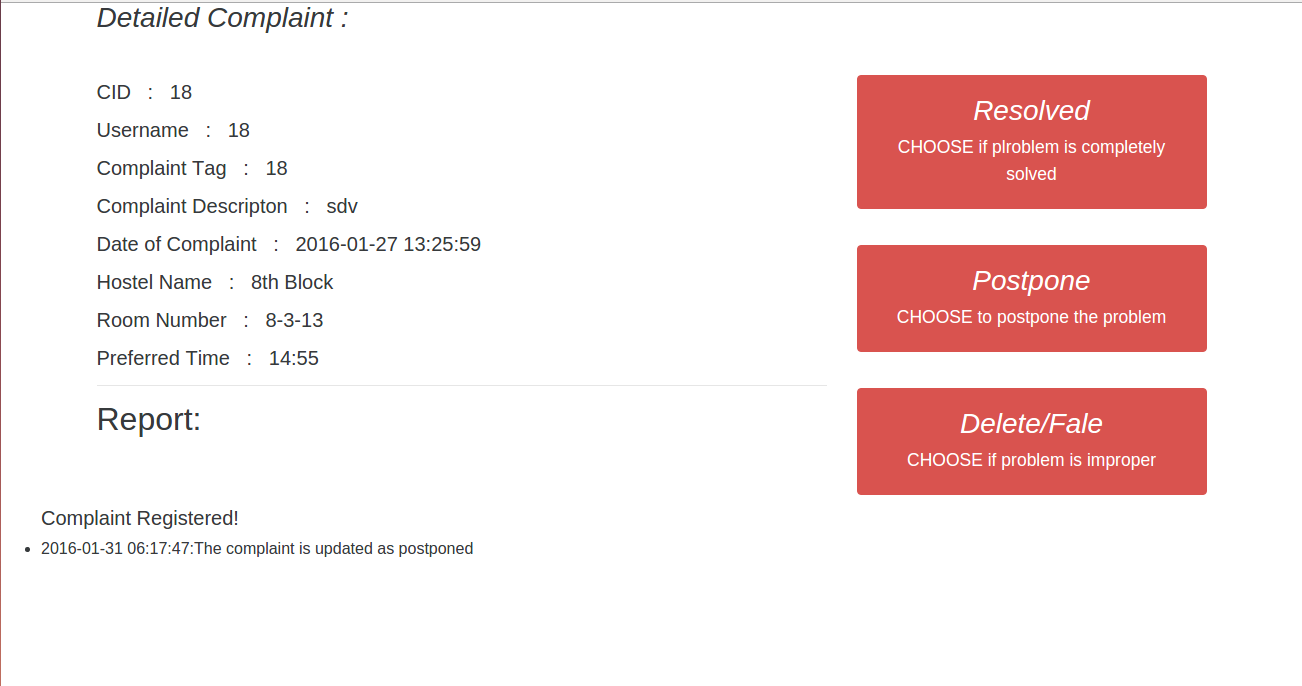 Detailed Complaint :
CID : 18
Username : 18
Complaint Tag : 18
Complaint Descripton : sdv
Date of Complaint : 2016-01-27 13:25:59
Hostel Name : 8th Block
Room Number : 8-3-13
Preferred Time : 14:55
Report:
Complaint Registered!
• 2016-01-31 06:17:47:The complaint is updated as postponed
Resolved
CHOOSE if plroblem is completely
solved
Postpone
CHOOSE to postpone the problem
Delete/Fale
CHOOSE if problem is improper